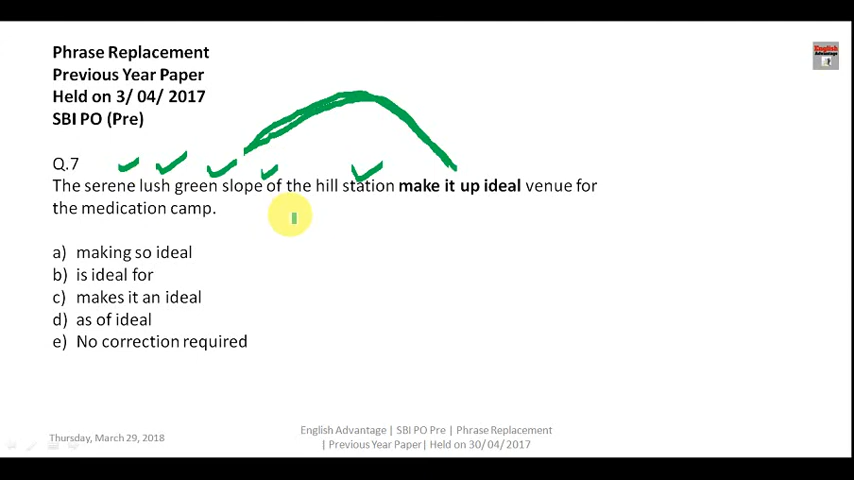 Phrase Replacement
Previous Year Paper
Held on 3/ 04/ 2017
SBI PO (Pre)
English
Advantage
Q.7
The serene lush green slope of the hill station make it up ideal venue for
the medication camp.
a) making so ideal
b) is ideal for
c) makes it an ideal
d) as of ideal
e) No correction required
Thursday, March 29, 2018
English Advantage| SBI PO Pre | Phrase Replacement
| Previous Year Paper| Held on 30/ 04/ 2017